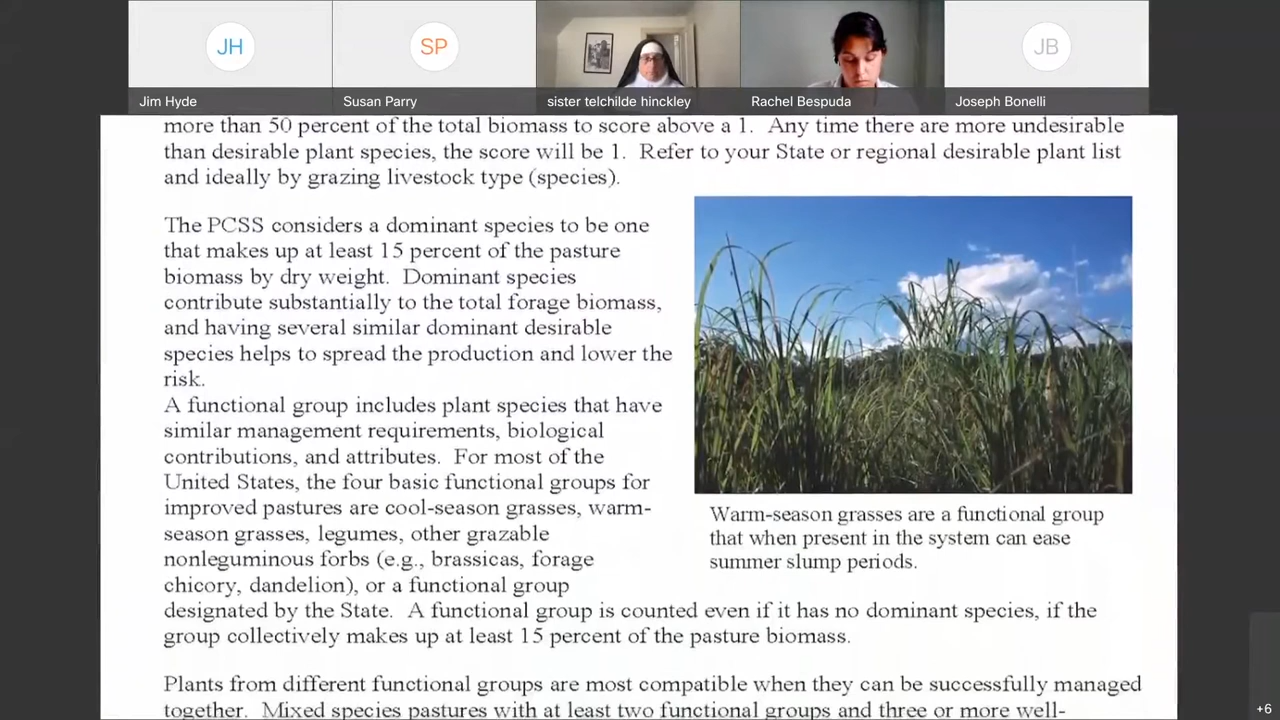 JH
SP
JB
Jim Hyde
Susan Parry
sister telchilde hinckley
Rachel Bespuda
Joseph Bonelli
more than 50 percent of the total biomass to score above a 1. Any time there are more undesirable
than desirable plant species, the score will be 1. Refer to your State or regional desirable plant list
and ideally by grazing livestock type (species).
The PCSS considers a dominant species to be one
that makes up at least 15 percent of the pasture
biomass by dry weight. Dominant species
contribute substantially to the total forage biomass,
and having several similar dominant desirable
species helps to spread the production and lower the
risk.
A functional group includes plant species that have
similar management requirements, biological
contributions, and attributes. For most of the
United States, the four basic functional groups for
improved pastures are cool-season grasses, warm-
season grasses, legumes, other grazable
nonleguminous forbs (e.g., brassicas, forage
chicory, dandelion), or a functional group
designated by the State. A functional group is counted even if it has no dominant species, if the
group collectively makes up at least 15 percent of the pasture biomass.
Warm-season grasses are a functional group
that when present in the system can ease
summer slump periods.
Plants from different functional groups are most compatible when they can be successfully managed
together. Mixed species pastures with at least two functional groups and three or more well-
+6